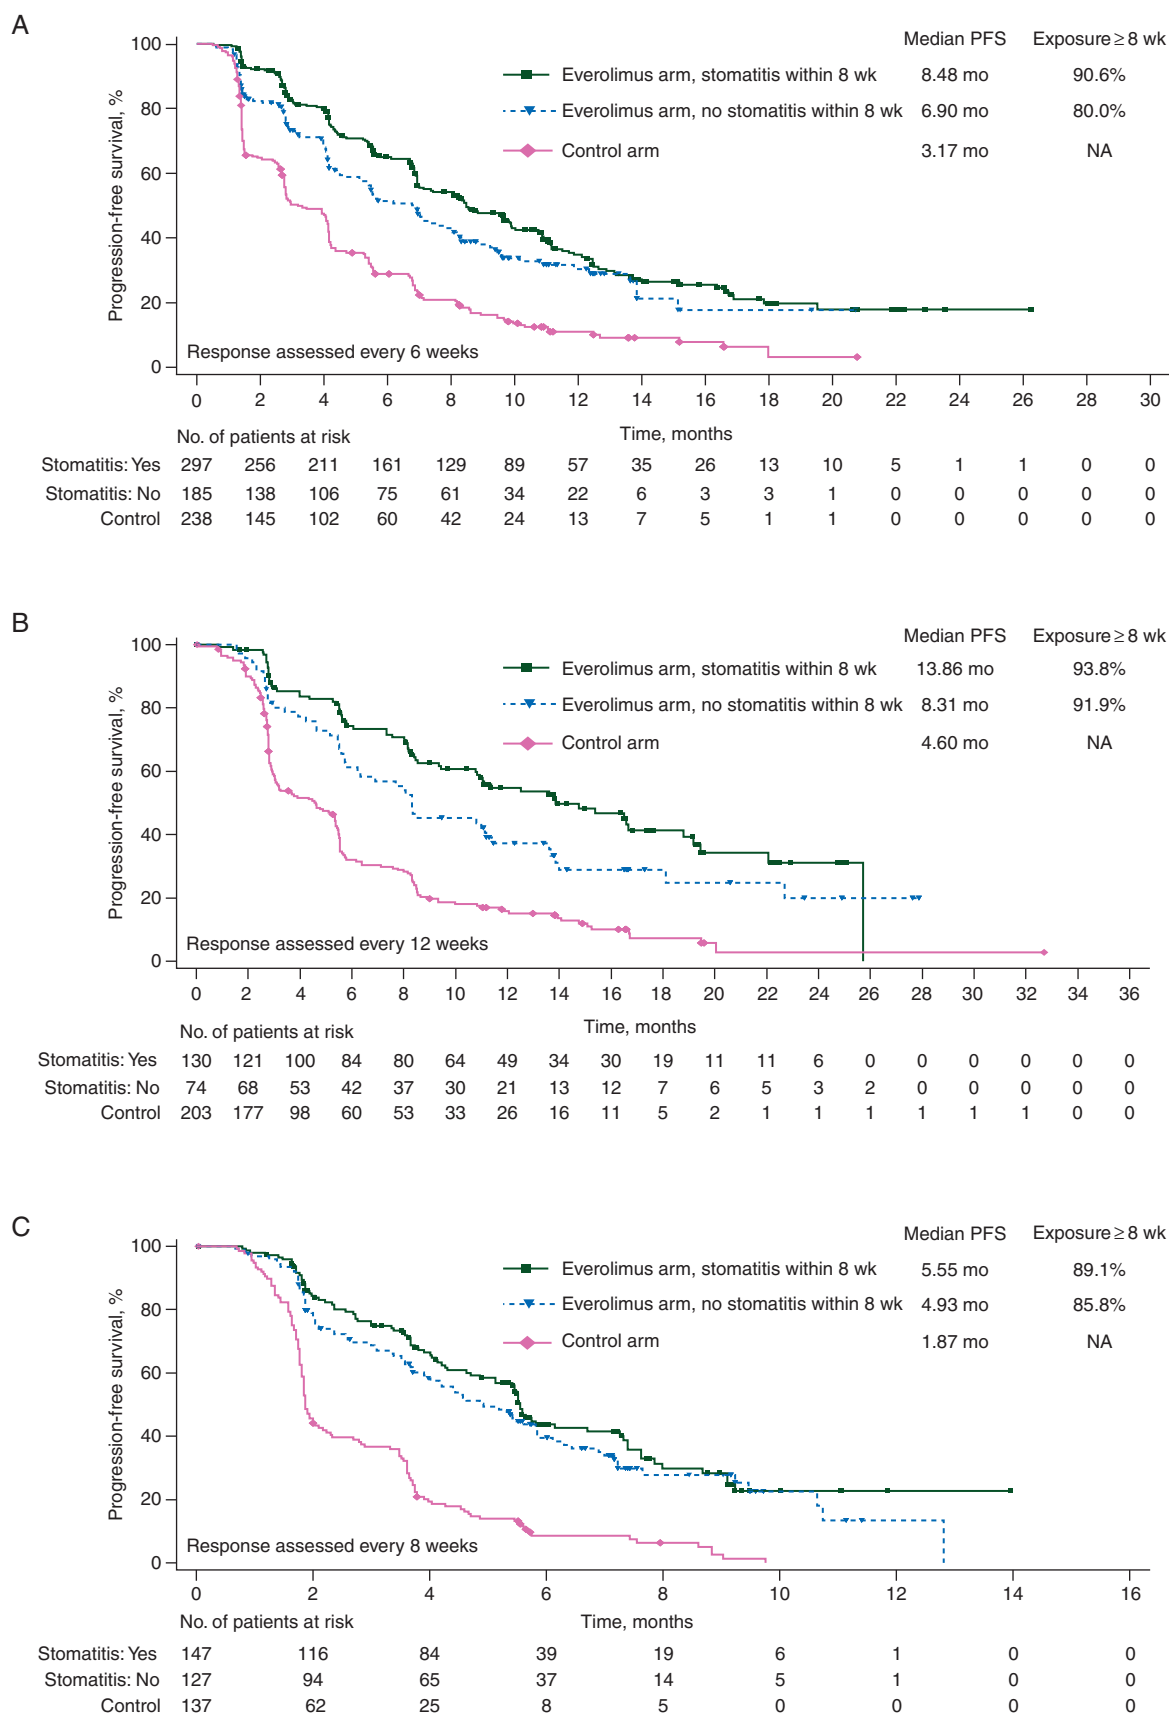 A
Median PFS Exposure ≥ 8 wk
Everolimus arm, stomatitis within 8 wk 8.48 mo 90.6%
Everolimus arm, no stomatitis within 8 wk 6.90 mo 80.0%
Control arm 3.17 mo NA
Progression-free survival, %
100
80
60
40
20
0
Response assessed every 6 weeks
0 2 4 6 8 10 12 14 16 18 20 22 24 26 28 30
No. of patients at risk Time, months
Stomatitis: Yes 297 256 211 161 129 89 57 35 26 13 10 5 1 1 0 0
Stomatitis: No 185 138 106 75 61 34 22 6 3 3 1 0 0 0 0 0
Control 238 145 102 60 42 24 13 7 5 1 1 0 0 0 0 0
B
Median PFS Exposure ≥ 8 wk
Everolimus arm, stomatitis within 8 wk 13.86 mo 93.8%
Everolimus arm, no stomatitis within 8 wk 8.31 mo 91.9%
Control arm 4.60 mo NA
Progression-free survival, %
100
80
60
40
20
0
Response assessed every 12 weeks
0 2 4 6 8 10 12 14 16 18 20 22 24 26 28 30 32 34 36
No. of patients at risk Time, months
Stomatitis: Yes 130 121 100 84 80 64 49 34 30 19 11 11 6 0 0 0 0 0 0
Stomatitis: No 74 68 53 42 37 30 21 13 12 7 6 5 3 2 0 0 0 0 0
Control 203 177 98 60 53 33 26 16 11 5 2 1 1 1 1 1 1 0 0
C
Median PFS Exposure ≥ 8 wk
Everolimus arm, stomatitis within 8 wk 5.55 mo 89.1%
Everolimus arm, no stomatitis within 8 wk 4.93 mo 85.8%
Control arm 1.87 mo NA
Progression-free survival, %
100
80
60
40
20
0
Response assessed every 8 weeks
0 2 4 6 8 10 12 14 16
No. of patients at risk Time, months
Stomatitis: Yes 147 116 84 39 19 6 1 0 0
Stomatitis: No 127 94 65 37 14 5 1 0 0
Control 137 62 25 8 5 0 0 0 0